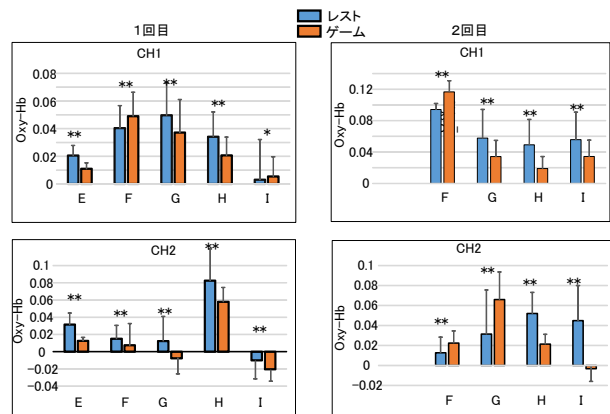 1回目
レスト
ゲーム
2回目
CH1
Oxy-Hb
0.08
0.06
0.04
0.02
0
**
**
**
**
*
E
F
G
H
I
CH1
Oxy-Hb
0.12
0.08
0.04
0
**
**
**
**
F
G
H
I
CH2
Oxy-Hb
0.1
0.08
0.06
0.04
0.02
0
-0.02
-0.04
**
**
**
**
**
E
F
G
H
I
CH2
Oxy-Hb
0.1
0.08
0.06
0.04
0.02
0
-0.02
**
**
**
**
F
G
H
I